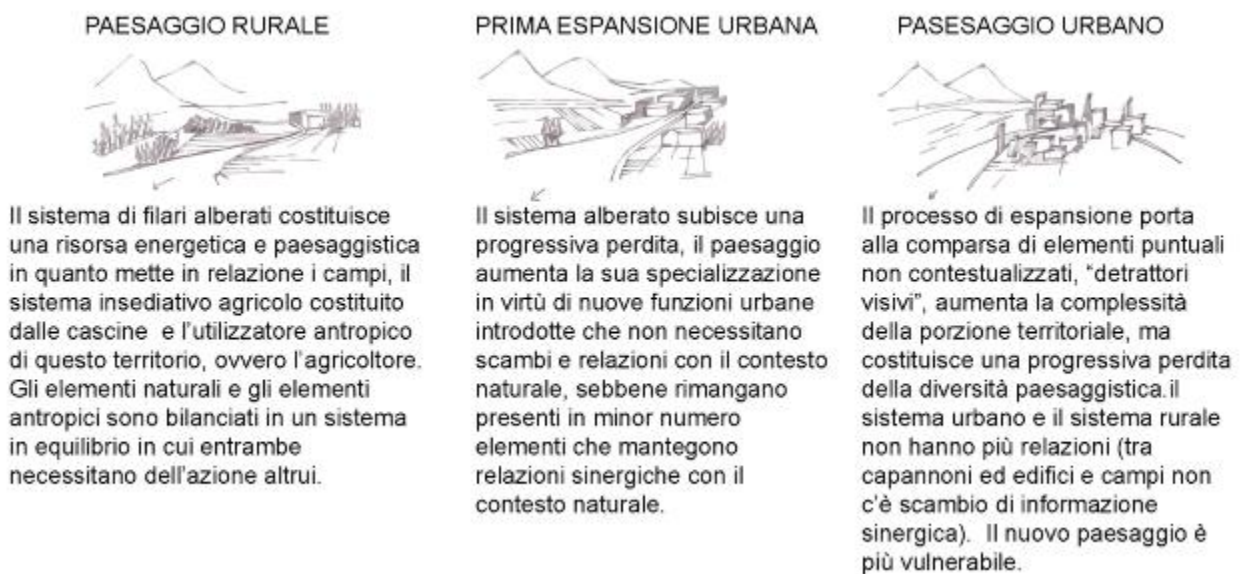 PAESAGGIO RURALE
Il sistema di filari alberati costituisce
una risorsa energetica e paesaggistica
in quanto mette in relazione i campi, il
sistema insediativo agricolo costituito
dalle cascine e l'utilizzatore antropico
di questo territorio, ovvero l'agricoltore.
Gli elementi naturali e gli elementi
antropici sono bilanciati in un sistema
in equilibrio in cui entrambe
necessitano dell'azione altrui.
PRIMA ESPANSIONE URBANA
Il sistema alberato subisce una
progressiva perdita, il paesaggio
aumenta la sua specializzazione
in virtù di nuove funzioni urbane
introdotte che non necessitano
scambi e relazioni con il contesto
naturale, sebbene rimangano
presenti in minor numero
elementi che mantegono
relazioni sinergiche con il
contesto naturale.
PASESAGGIO URBANO
Il processo di espansione porta
alla comparsa di elementi puntuali
non contestualizzati, “detrattori
visivi”, aumenta la complessità
della porzione territoriale, ma
costituisce una progressiva perdita
della diversità paesaggistica.il
sistema urbano e il sistema rurale
non hanno più relazioni (tra
capannoni ed edifici e campi non
c'è scambio di informazione
sinergica). Il nuovo paesaggio è
più vulnerabile.